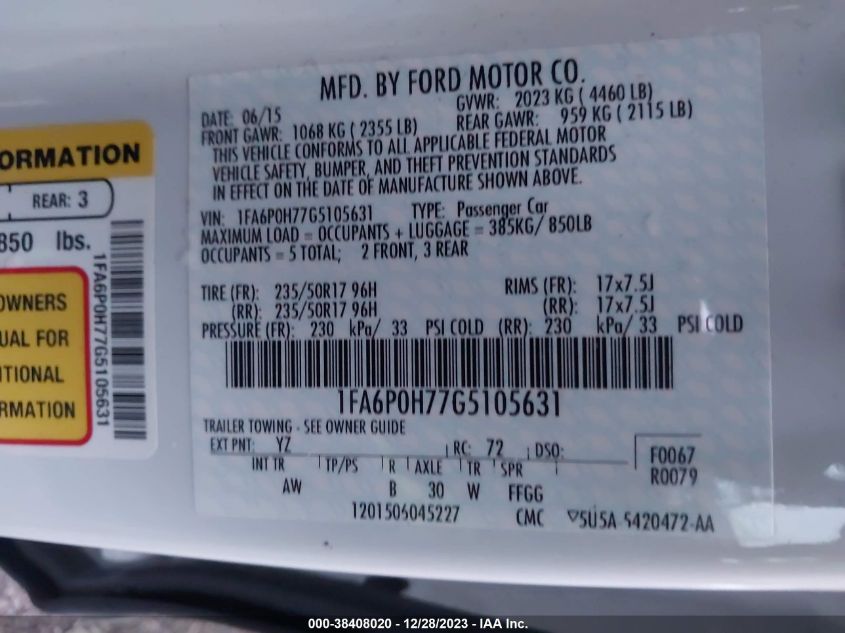 MFD. BY FORD MOTOR CO.
DATE: 06/15 GVWR: 2023 KG ( 4460 LB)
FRONT GAWR: 1068 KG ( 2355 LB) REAR GAWR: 959 KG ( 2115 LB)
THIS VEHICLE CONFORMS TO ALL APPLICABLE FEDERAL MOTOR
VEHICLE SAFETY, BUMPER, AND THEFT PREVENTION STANDARDS
IN EFFECT ON THE DATE OF MANUFACTURE SHOWN ABOVE.
VIN: 1FA6P0H77G5105631 TYPE: Passenger Car
MAXIMUM LOAD = OCCUPANTS + LUGGAGE = 385KG/ 850LB
OCCUPANTS = 5 TOTAL; 2 FRONT, 3 REAR
TIRE (FR): 235/50R17 96H RIMS (FR): 17x7.5J
(RR): 235/50R17 96H (RR): 17x7.5J
PRESSURE (FR): 230 kPa/ 33 PSI COLD (RR): 230 kPa/ 33 PSI COLD
1FA6P0H77G5105631
TRAILER TOWING - SEE OWNER GUIDE
EXT PNT: YZ RC: 72 DSO:
F0067
R0079
INT TR TP/PS R AXLE TR SPR
AW B 30 W FFGG
1201506045227 CMC ▽5U5A 5420472-AA
ORMATION
REAR: 3
850 lbs.
OWNERS
UAL FOR
ITIONAL
RMATION
1FA6P0H77G5105631
000-38408020 - 12/28/2023 - IAA Inc.